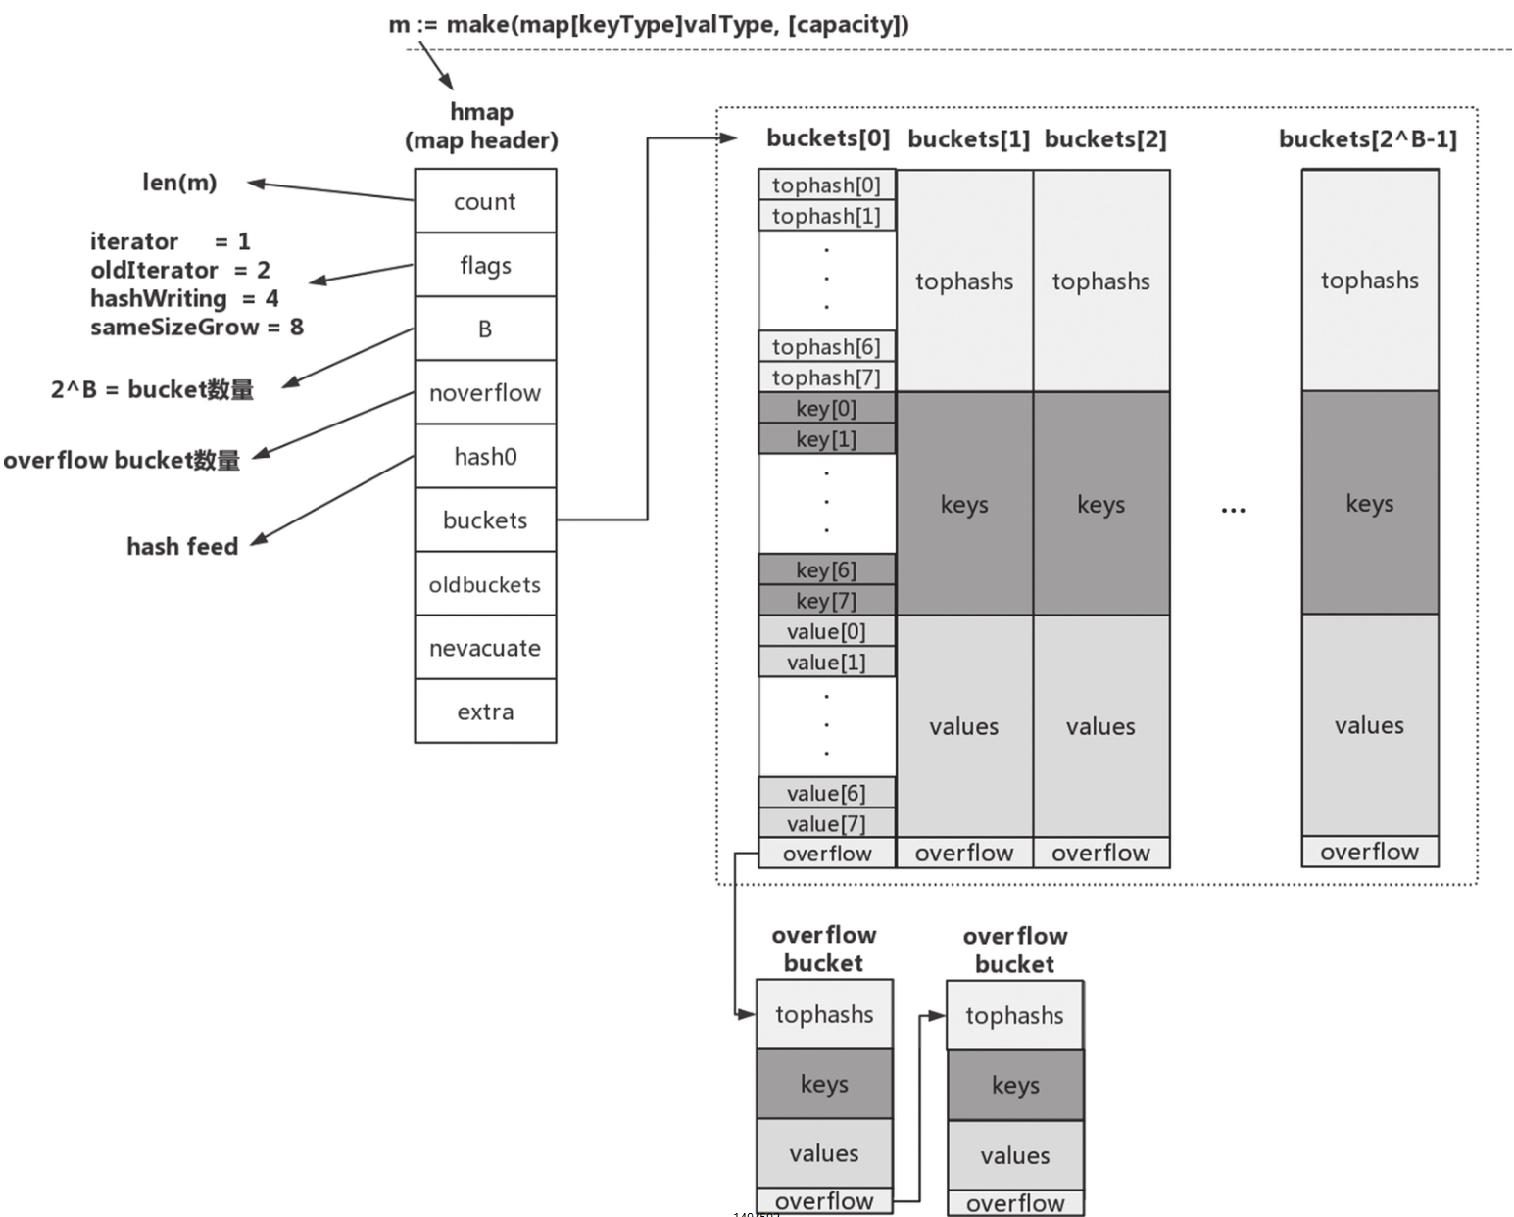 m := make(map[keyType]valType, [capacity])
hmap
(map header)
len(m)
iterator = 1
oldIterator = 2
hashWriting = 4
sameSizeGrow = 8
2^B = bucket数量
overflow bucket数量
hash feed
count
flags
B
noverflow
hash0
buckets
oldbuckets
nevacuate
extra
buckets[0] buckets[1] buckets[2] buckets[2^B-1]
tophash[0]
tophash[1]
.
.
.
tophash[6]
tophash[7]
key[0]
key[1]
.
.
.
key[6]
key[7]
value[0]
value[1]
.
.
.
value[6]
value[7]
overflow
tophashs
keys
values
overflow
tophashs
keys
values
overflow
...
tophashs
keys
values
overflow
overflow
bucket
tophashs
keys
values
overflow
overflow
bucket
tophashs
keys
values
overflow